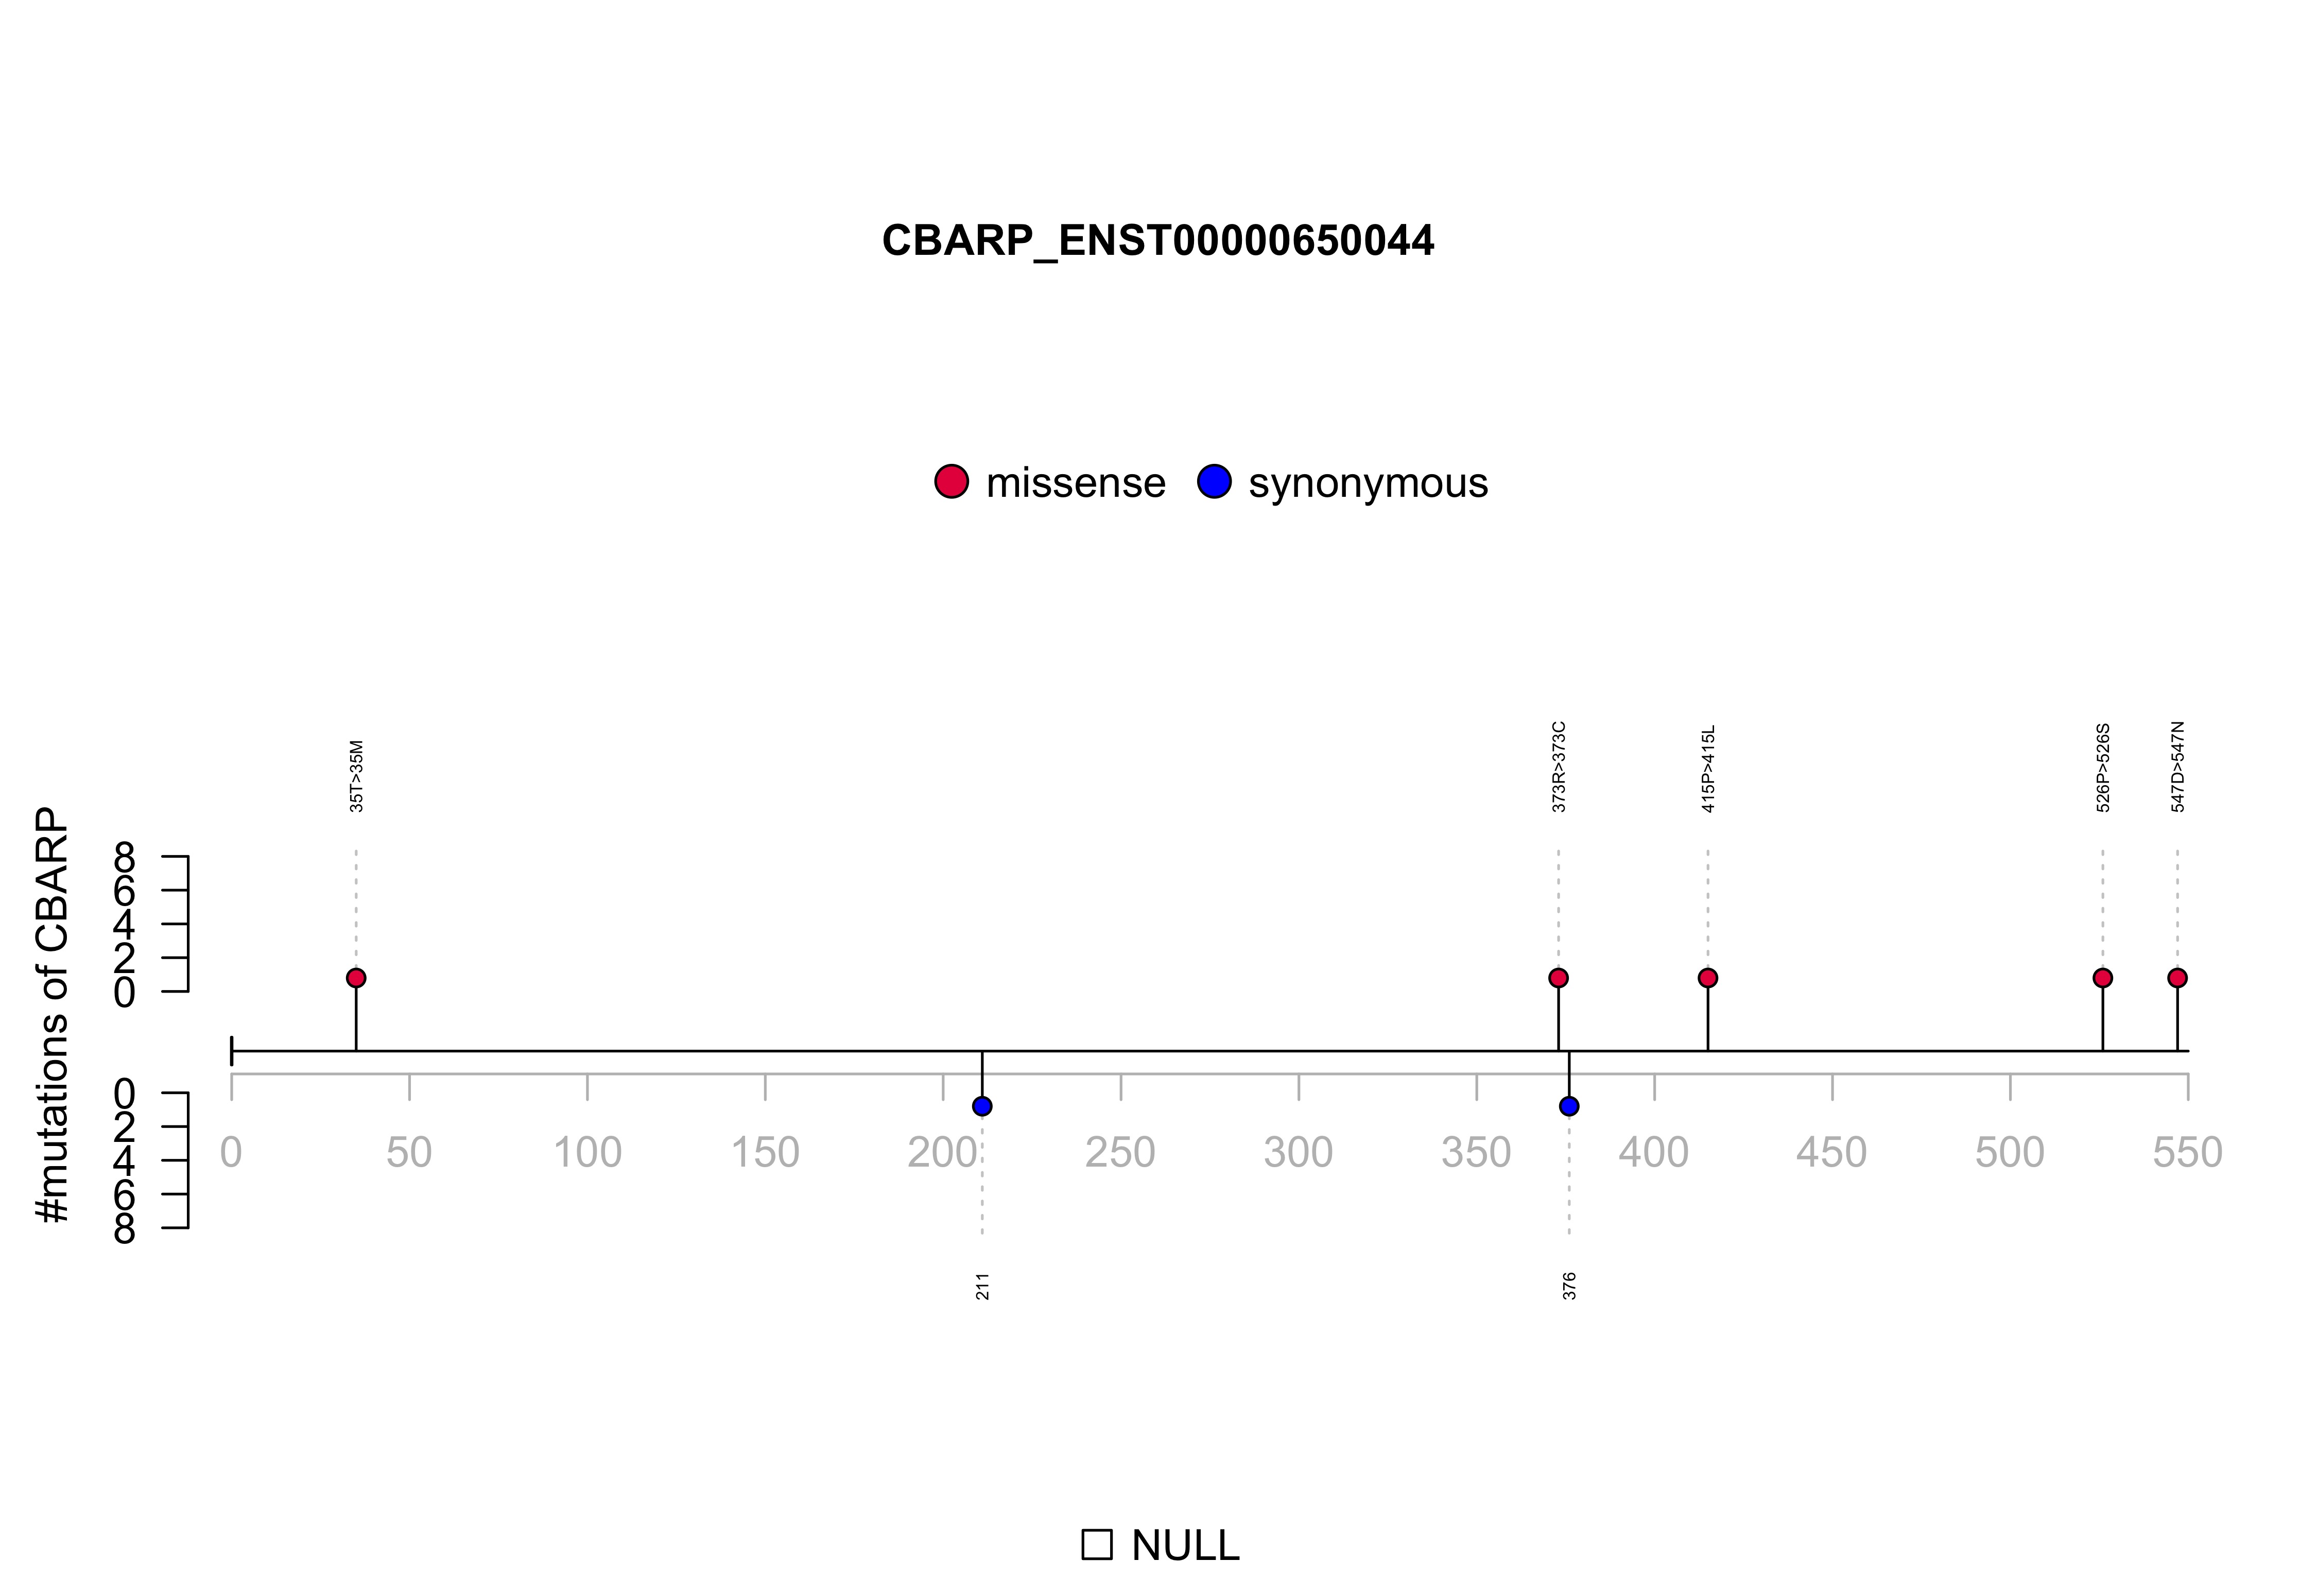 CBARP_ENST00000650044
missense synonymous
35T>35M 373R>373C 415P>415L 526P>526S 547D>547N
#mutations of CBARP
8
6
4
2
0
0
2
4
6
8
0 50 100 150 200 250 300 350 400 450 500 550
211 376
NULL